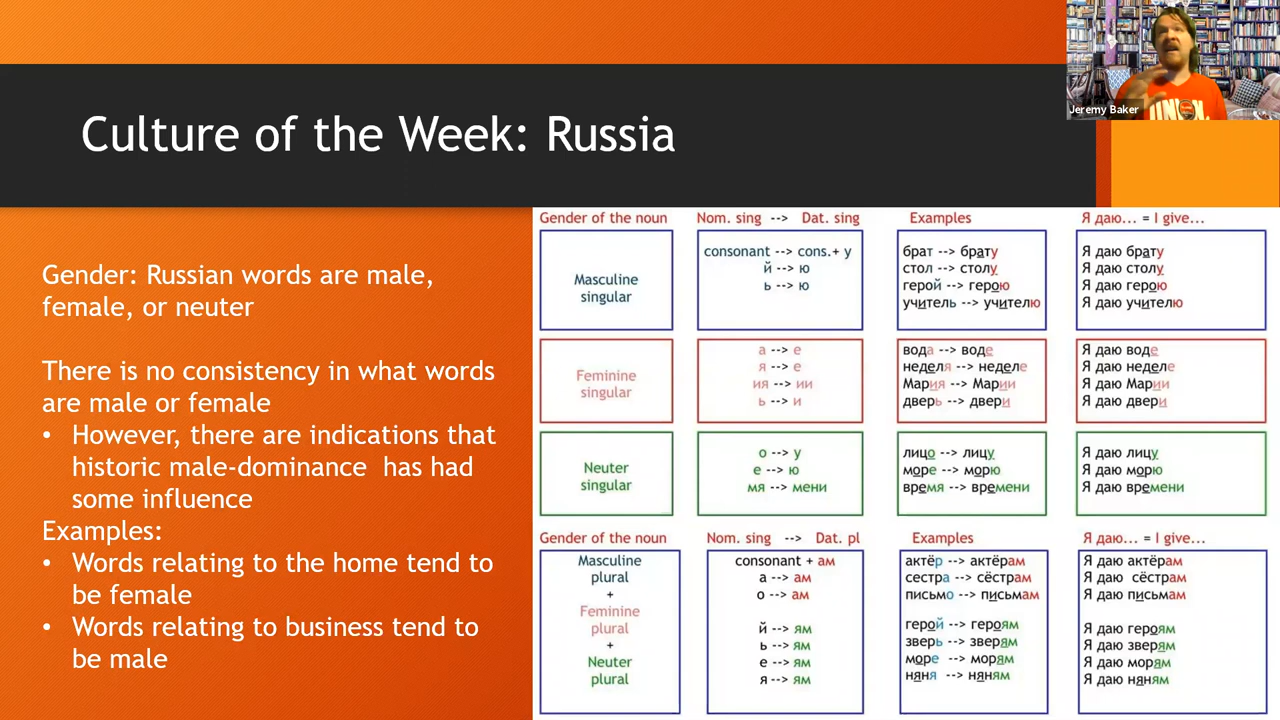 Jeremy Baker
UNION
Culture of the Week: Russia
Gender: Russian words are male,
female, or neuter
There is no consistency in what words
are male or female
• However, there are indications that
historic male-dominance has had
some influence
Examples:
• Words relating to the home tend to
be female
• Words relating to business tend to
be male
Gender of the noun Nom. sing --> Dat. sing Examples Я даю... = I give...
Masculine
singular
consonant --> cons.+ у
й --> ю
ь --> ю
брат --> брату
стол --> столу
герой --> герою
учитель --> учителю
Я даю брату
Я даю столу
Я даю герою
Я даю учителю
Feminine
singular
а --> е
я --> е
ия --> ии
ь --> и
вода --> воде
неделя --> неделе
Мария --> Марии
дверь --> двери
Я даю воде
Я даю неделе
Я даю Марии
Я даю двери
Neuter
singular
о --> у
е --> ю
мя --> мени
лицо --> лицу
море --> морю
время --> времени
Я даю лицу
Я даю морю
Я даю времени
Gender of the noun Nom. sing --> Dat. pl Examples Я даю... = I give...
Masculine
plural
+
Feminine
plural
+
Neuter
plural
consonant + ам
а --> ам
о --> ам
й --> ям
ь --> ям
е --> ям
я --> ям
актёр --> актёрам
сестра --> сёстрам
письмо --> письмам
герой --> героям
зверь --> зверям
море --> морям
няня --> няням
Я даю актёрам
Я даю сёстрам
Я даю письмам
Я даю героям
Я даю зверям
Я даю морям
Я даю няням